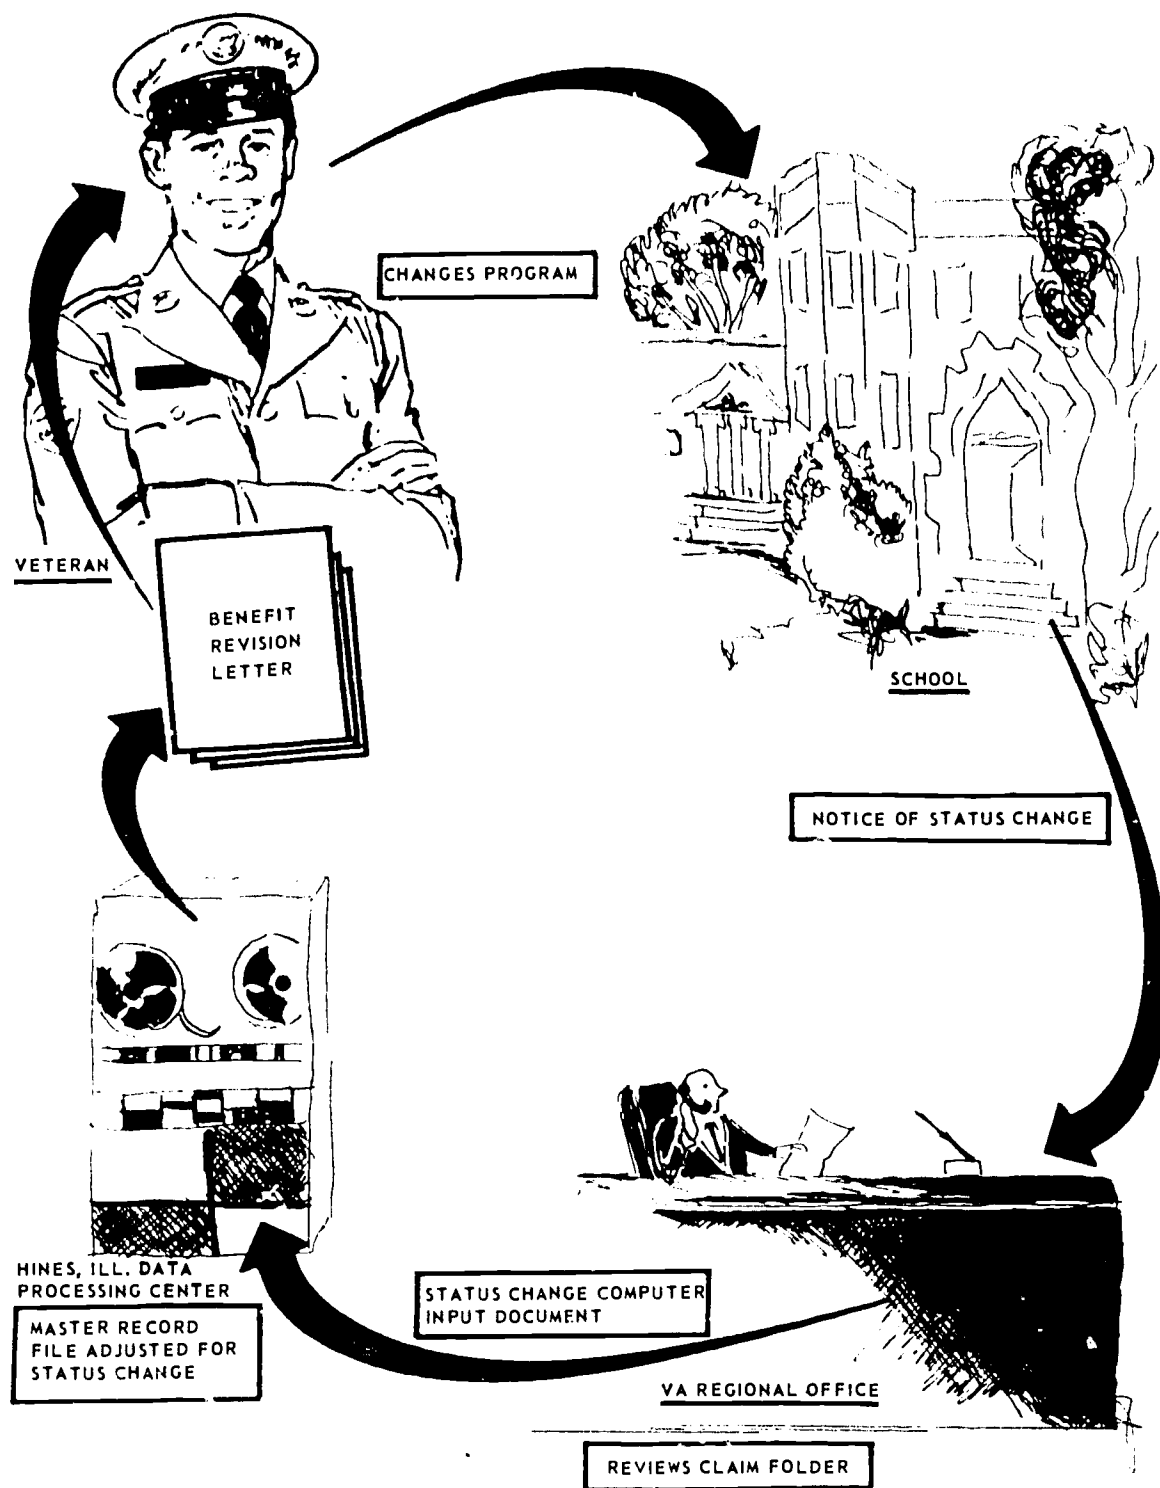 CHANGES PROGRAM
VETERAN
BENEFIT
REVISION
LETTER
SCHOOL
NOTICE OF STATUS CHANGE
HINES, ILL. DATA
PROCESSING CENTER
MASTER RECORD
FILE ADJUSTED FOR
STATUS CHANGE
STATUS CHANGE COMPUTER
INPUT DOCUMENT
VA REGIONAL OFFICE
REVIEWS CLAIM FOLDER